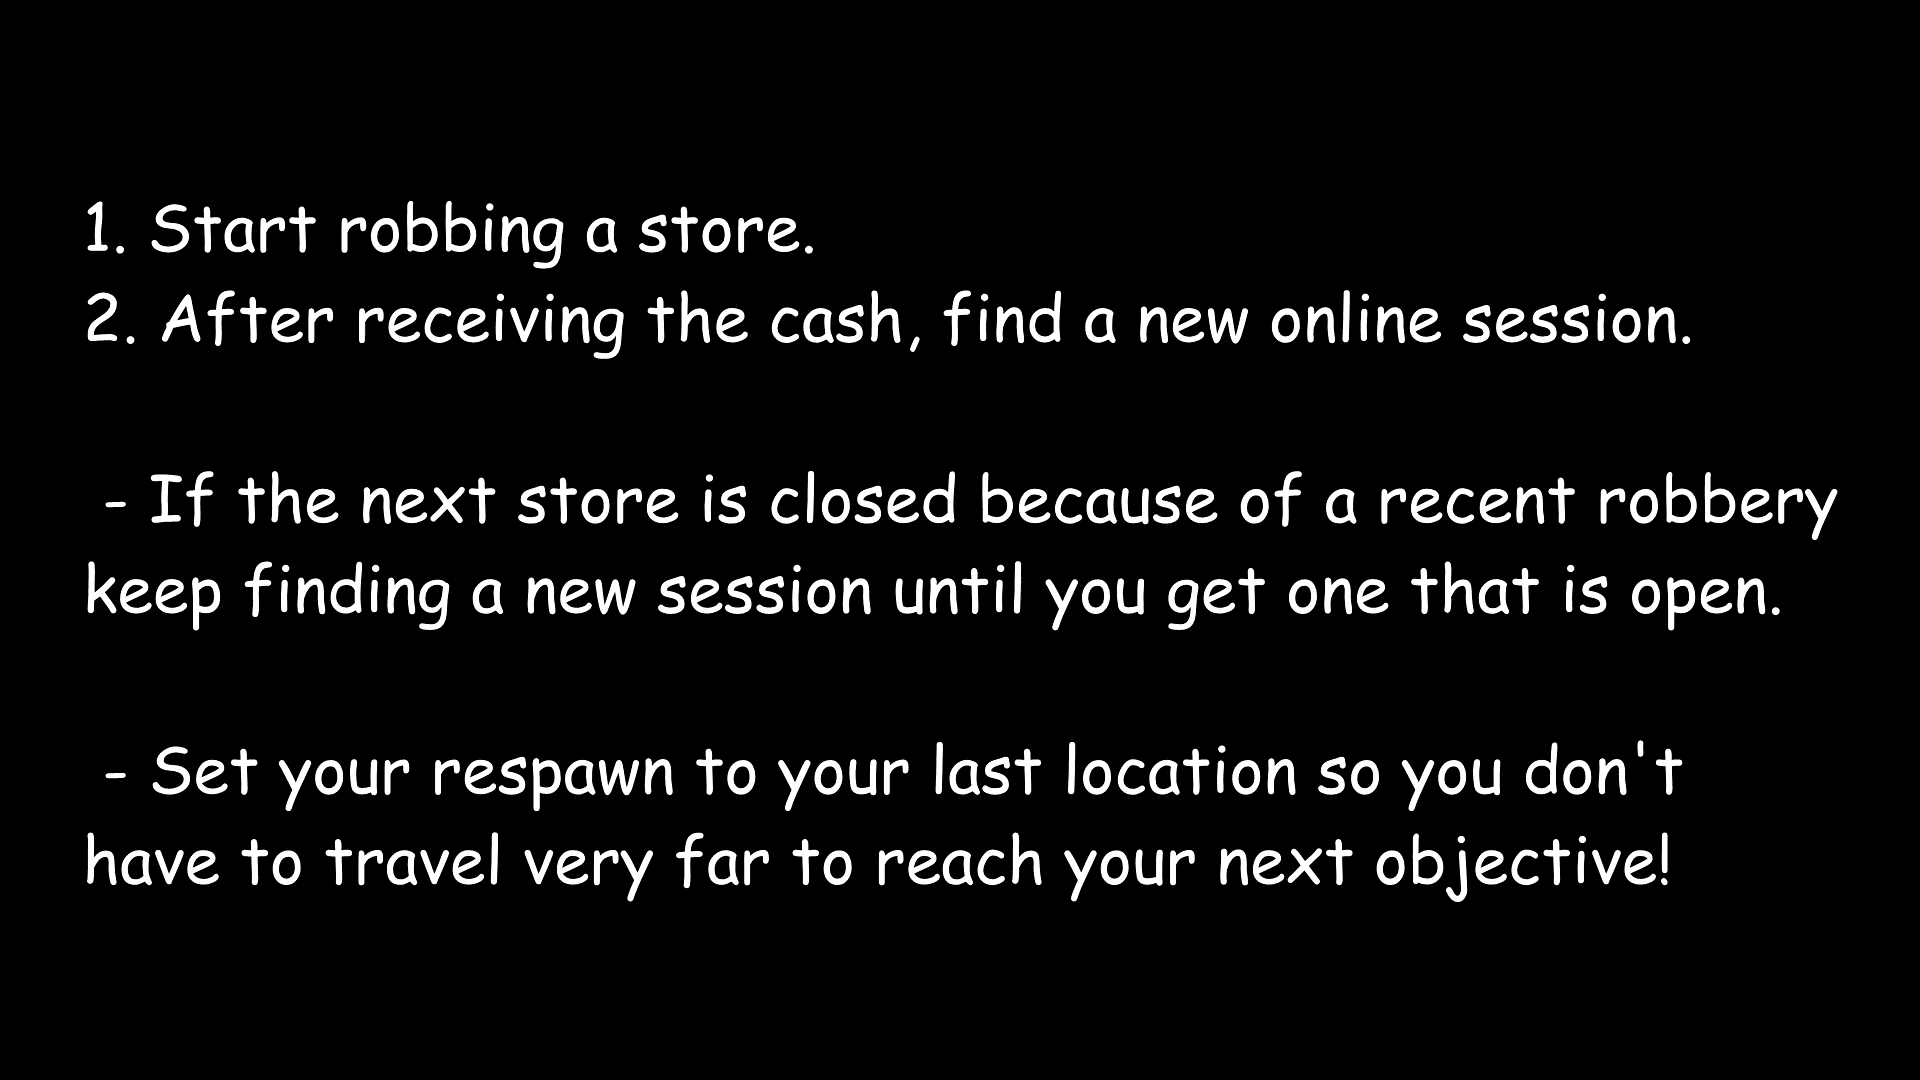 1. Start robbing a store.
2. After receiving the cash, find a new online session.
- If the next store is closed because of a recent robbery
keep finding a new session until you get one that is open.
- Set your respawn to your last location so you don't
have to travel very far to reach your next objective!